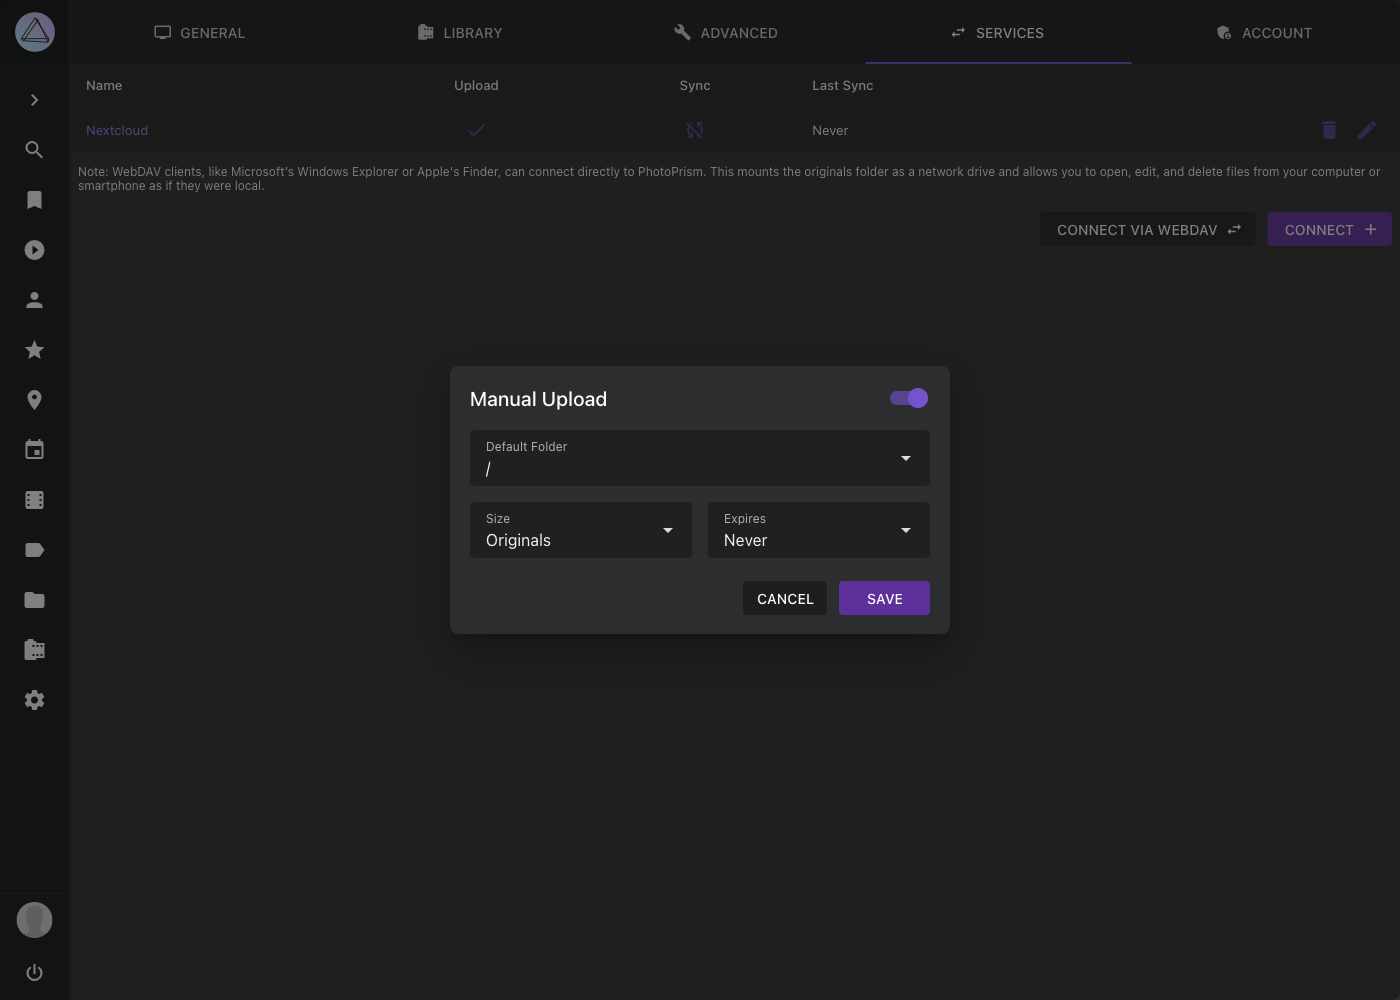 GENERAL
LIBRARY
ADVANCED
SERVICES
ACCOUNT
Name Upload Sync Last Sync
Nextcloud Never
Note: WebDAV clients, like Microsoft's Windows Explorer or Apple's Finder, can connect directly to PhotoPrism. This mounts the originals folder as a network drive and allows you to open, edit, and delete files from your computer or
smartphone as if they were local.
CONNECT VIA WEBDAV
CONNECT
Manual Upload
Default Folder
/
Size
Originals
Expires
Never
CANCEL
SAVE